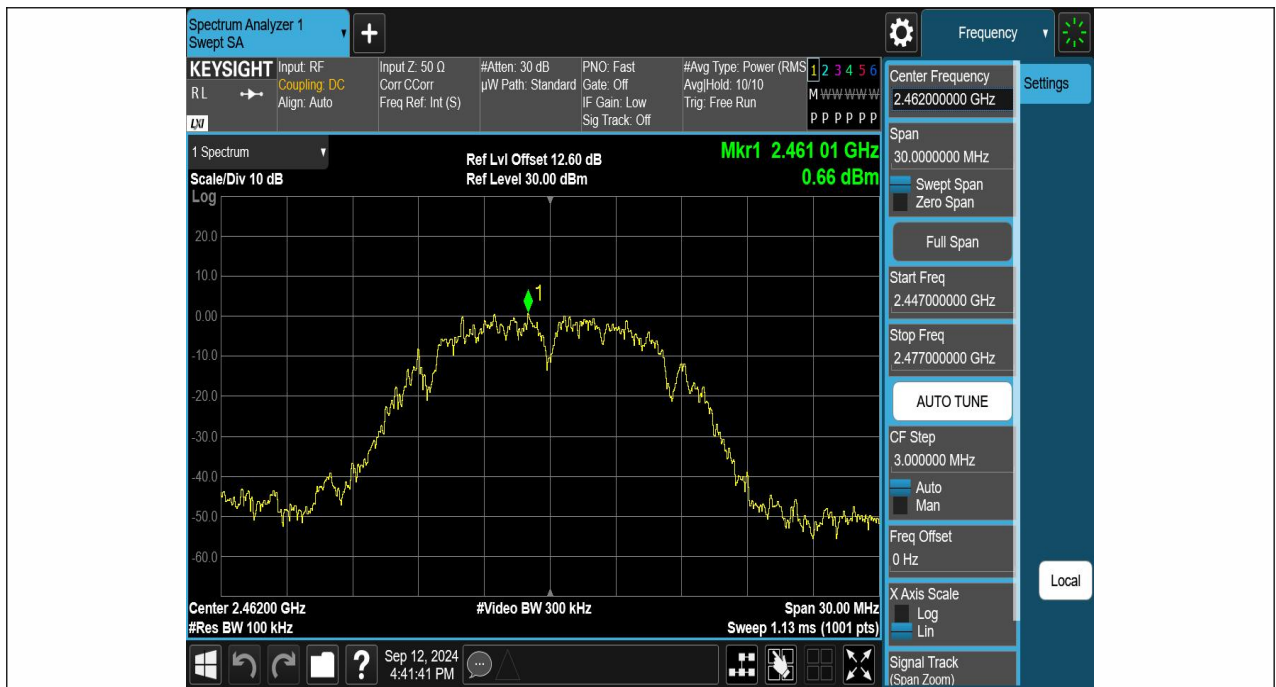 Spectrum Analyzer 1
Swept SA
+
Frequency
KEYSIGHT
Input: RF
Input Z: 50 Ω
#Atten: 30 dB
PNO: Fast
#Avg Type: Power (RMS
1 2 3 4 5 6
R L
Coupling: DC
Corr CCorr
µW Path: Standard
Gate: Off
Avg|Hold: 10/10
M W W W W W
Align: Auto
Freq Ref: Int (S)
IF Gain: Low
Trig: Free Run
LXI
Sig Track: Off
P P P P P P
1 Spectrum
Ref Lvl Offset 12.60 dB
Mkr1 2.461 01 GHz
Scale/Div 10 dB
Ref Level 30.00 dBm
0.66 dBm
Log
1
20.0
10.0
0.00
-10.0
-20.0
-30.0
-40.0
-50.0
-60.0
Center 2.46200 GHz
#Video BW 300 kHz
Span 30.00 MHz
#Res BW 100 kHz
Sweep 1.13 ms (1001 pts)
Center Frequency
2.462000000 GHz
Settings
Span
30.0000000 MHz
Swept Span
Zero Span
Full Span
Start Freq
2.447000000 GHz
Stop Freq
2.477000000 GHz
AUTO TUNE
CF Step
3.000000 MHz
Auto
Man
Freq Offset
0 Hz
X Axis Scale
Log
Lin
Local
Signal Track
(Span Zoom)
?
Sep 12, 2024
4:41:41 PM